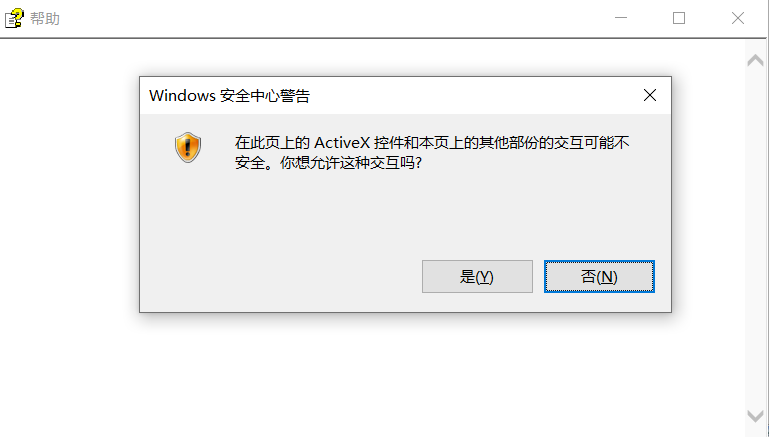 帮助
Windows 安全中心警告
在此页上的 ActiveX 控件和本页上的其他部份的交互可能不
安全。你想允许这种交互吗?
是(Y)
否(N)